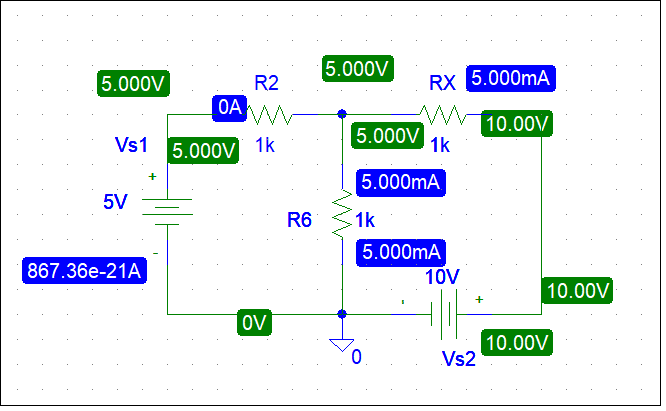 5.000V
R2
5.000V
RX
5.000mA
0A
10.00V
Vs1
5.000V
1k
5.000V
1k
+
5.000mA
5V
R6
1k
-
5.000mA
867.36e-21A
10V
10.00V
-
+
0V
10.00V
0
Vs2